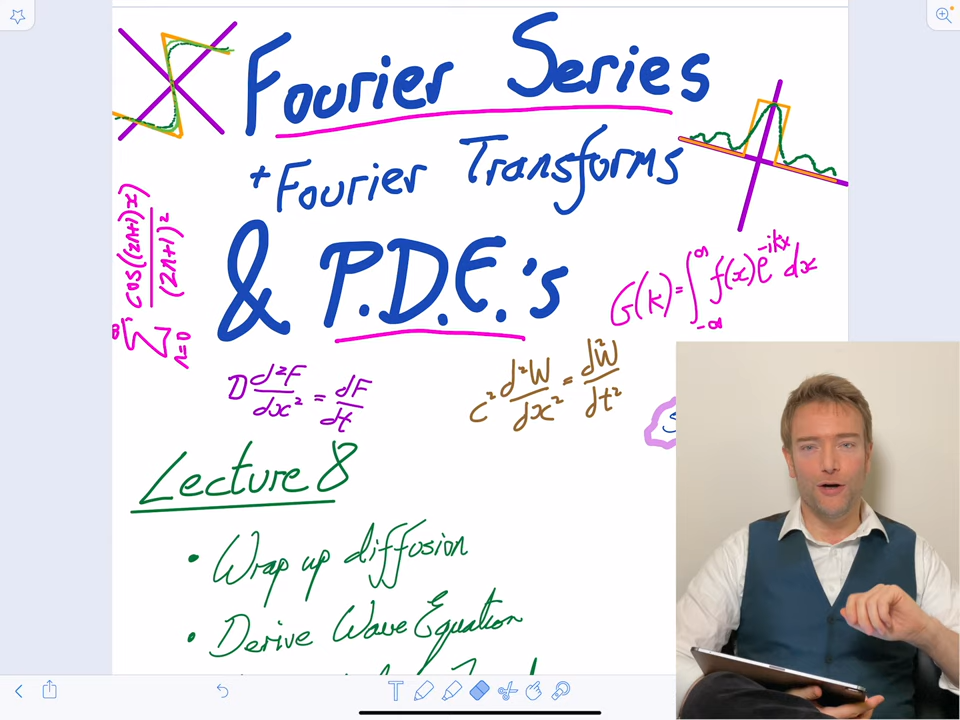 Fourier Series
+ Fourier Transforms
& P.D.E.'s
∑_{n=0}^{∞} cos((2n+1)x) / (2n+1)²
G(k) = ∫_{-∞}^{∞} f(x) e^{-ikx} dx
D d²F/dx² = dF/dt
c² d²W/dx² = d²W/dt²
Lecture 8
• Wrap up diffusion
• Derive Wave Equation